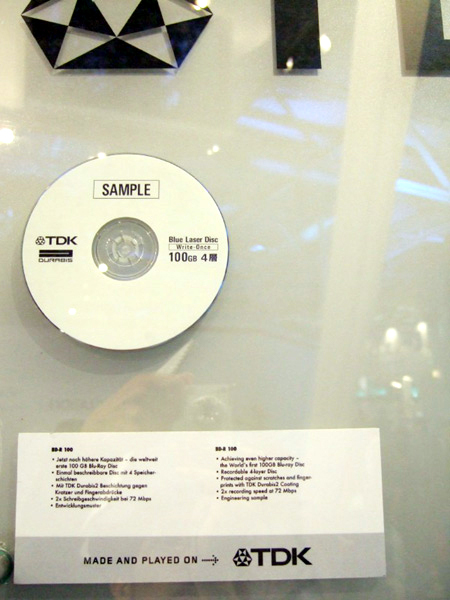 SAMPLE
TDK
DURABIS
Blue Laser Disc
Write-Once
100GB 4層
BD-R 100
• Jetzt noch höhere Kapazität – die weltweit
erste 100 GB Blu-Ray Disc
• Einmal beschreibbare Disc mit 4 Speicher-
schichten
• Mit TDK Durabis2 Beschichtung gegen
Kratzer und Fingerabdrücke
• 2x Schreibgeschwindigkeit bei 72 Mbps
• Entwicklungsmuster
BD-R 100
• Achieving even higher capacity –
the World's first 100GB Blu-ray Disc
• Recordable 4-layer Disc
• Protected against scratches and finger-
prints with TDK Durabis2 Coating
• 2x recording speed at 72 Mbps
• Engineering sample
MADE AND PLAYED ON TDK